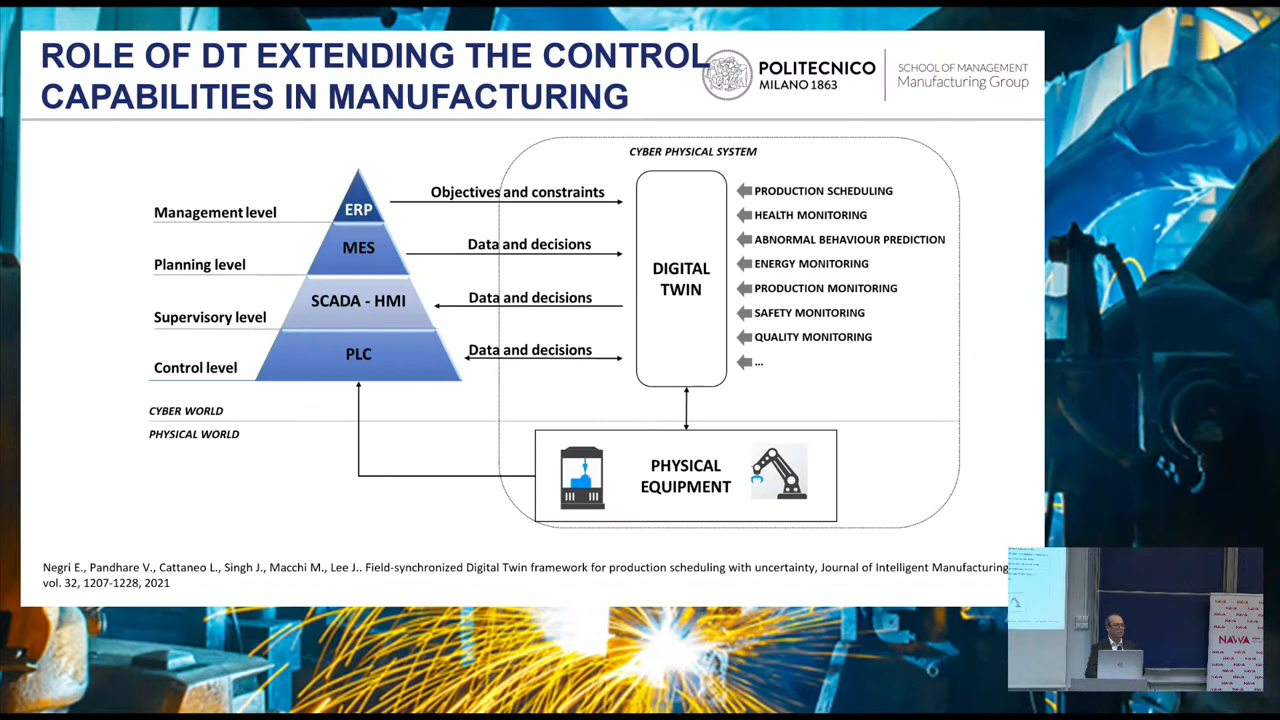 ROLE OF DT EXTENDING THE CONTROL
CAPABILITIES IN MANUFACTURING
POLITECNICO
MILANO 1863
SCHOOL OF MANAGEMENT
Manufacturing Group
CYBER PHYSICAL SYSTEM
Management level
Planning level
Supervisory level
Control level
ERP
MES
SCADA - HMI
PLC
Objectives and constraints
Data and decisions
Data and decisions
Data and decisions
DIGITAL
TWIN
PRODUCTION SCHEDULING
HEALTH MONITORING
ABNORMAL BEHAVIOUR PREDICTION
ENERGY MONITORING
PRODUCTION MONITORING
SAFETY MONITORING
QUALITY MONITORING
...
CYBER WORLD
PHYSICAL WORLD
PHYSICAL
EQUIPMENT
Negri E., Pandhare V., Cattaneo L., Singh J., Macchi M., Lee J.. Field-synchronized Digital Twin framework for production scheduling with uncertainty, Journal of Intelligent Manufacturing
vol. 32, 1207-1228, 2021
NAWA